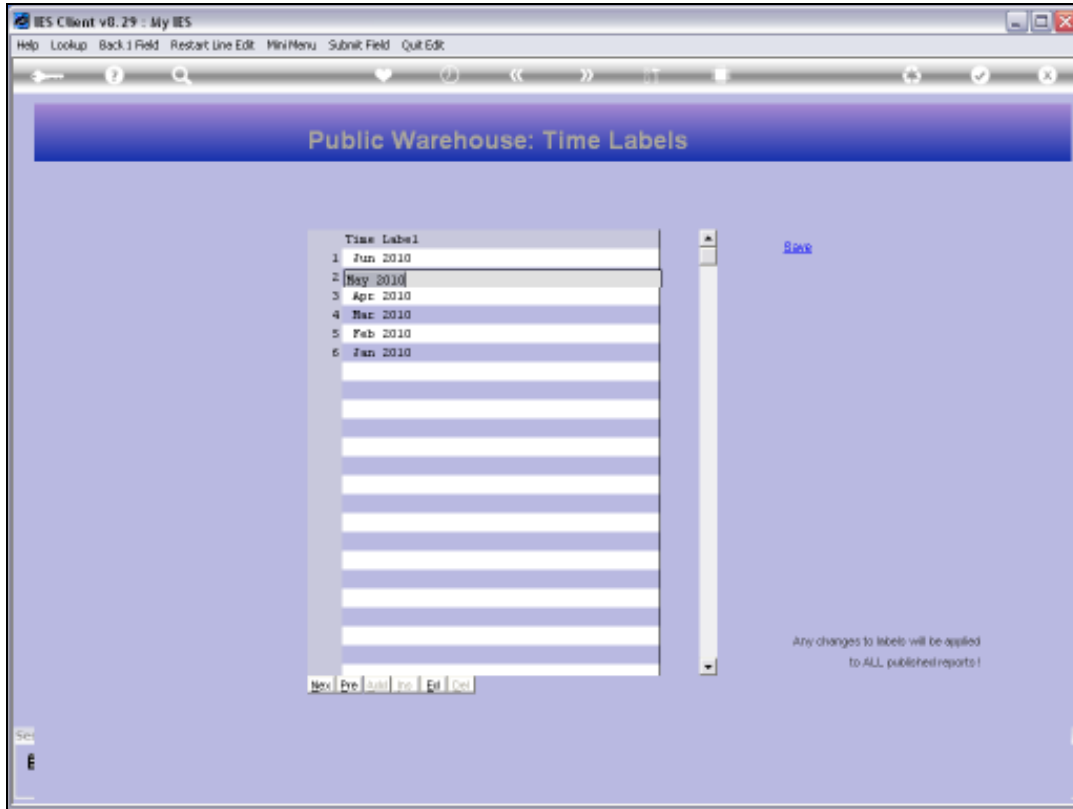 IES Client v8.29 : My IES
Help Lookup Back 1 Field Restart Line Edit MiniMenu Submit Field Quit Edit
Public Warehouse: Time Labels
Time Label
Save
1 Jun 2010
2 May 2010
3 Apr 2010
4 Mar 2010
5 Feb 2010
6 Jan 2010
Any changes to labels will be applied
to ALL published reports !
Nex Pre Add Ins Edi Del
Se